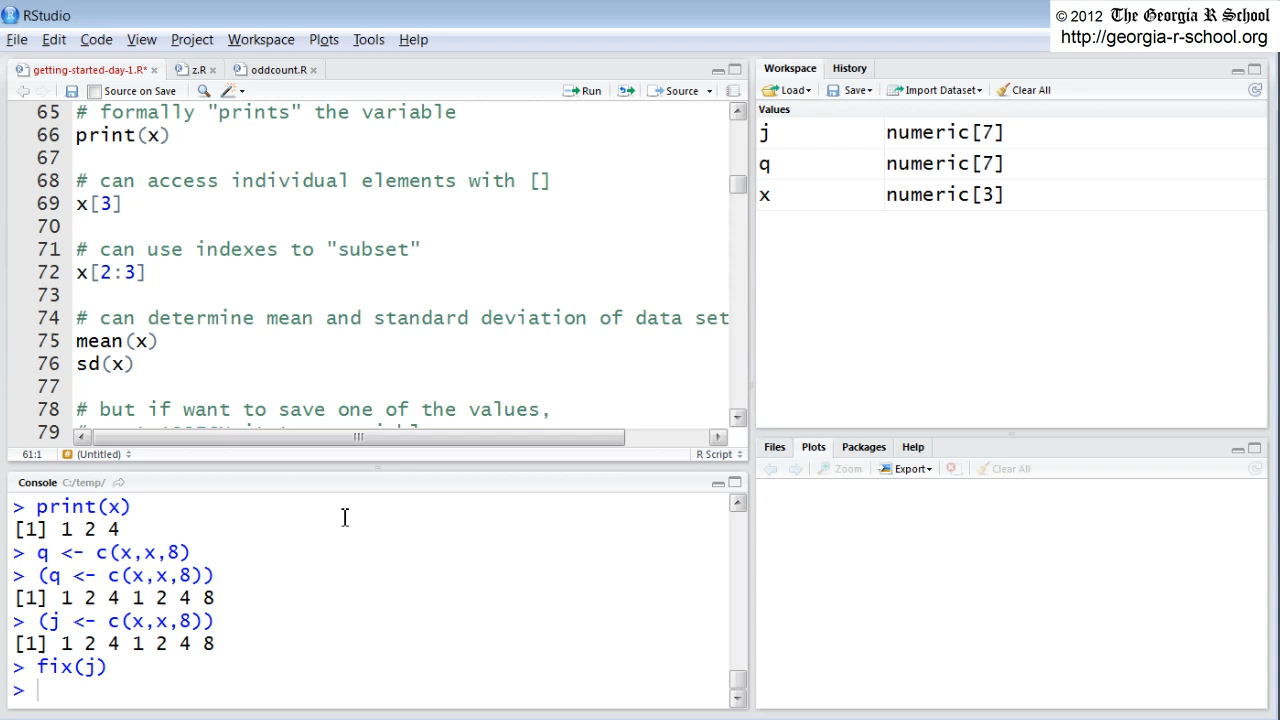 RStudio
© 2012 The Georgia R School
http://georgia-r-school.org
File Edit Code View Project Workspace Plots Tools Help
getting-started-day-1.R* × z.R × oddcount.R ×
Source on Save Run Source
65 # formally "prints" the variable
66 print(x)
67
68 # can access individual elements with []
69 x[3]
70
71 # can use indexes to "subset"
72 x[2:3]
73
74 # can determine mean and standard deviation of data set
75 mean(x)
76 sd(x)
77
78 # but if want to save one of the values,
79
61:1 (Untitled) R Script
Console C:/temp/
> print(x)
[1] 1 2 4
> q <- c(x,x,8)
> (q <- c(x,x,8))
[1] 1 2 4 1 2 4 8
> (j <- c(x,x,8))
[1] 1 2 4 1 2 4 8
> fix(j)
>
Workspace History
Load Save Import Dataset Clear All
Values
j numeric[7]
q numeric[7]
x numeric[3]
Files Plots Packages Help
Zoom Export Clear All